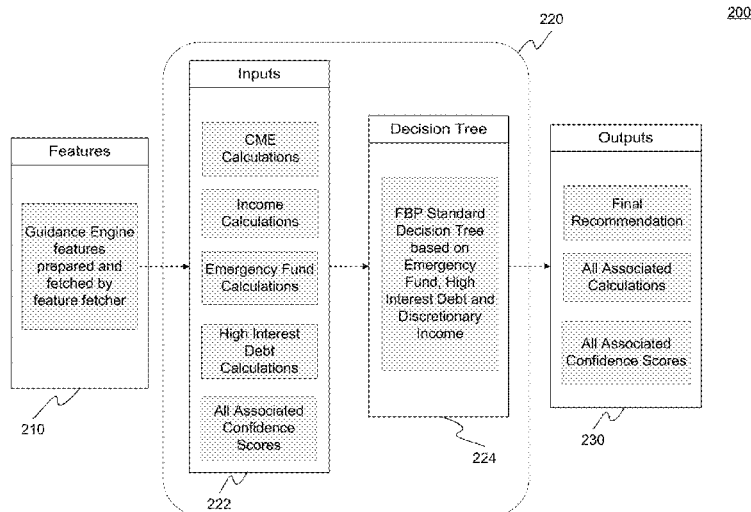 200
220
Features
Guidance Engine
features
prepared and
fetched by
feature fetcher
210
Inputs
CME
Calculations
Income
Calculations
Emergency Fund
Calculations
High Interest
Debt
Calculations
All Associated
Confidence
Scores
222
Decision Tree
FBP Standard
Decision Tree
based on
Emergency
Fund, High
Interest Debt and
Discretionary
Income
224
Outputs
Final
Recommendation
All Associated
Calculations
All Associated
Confidence Scores
230